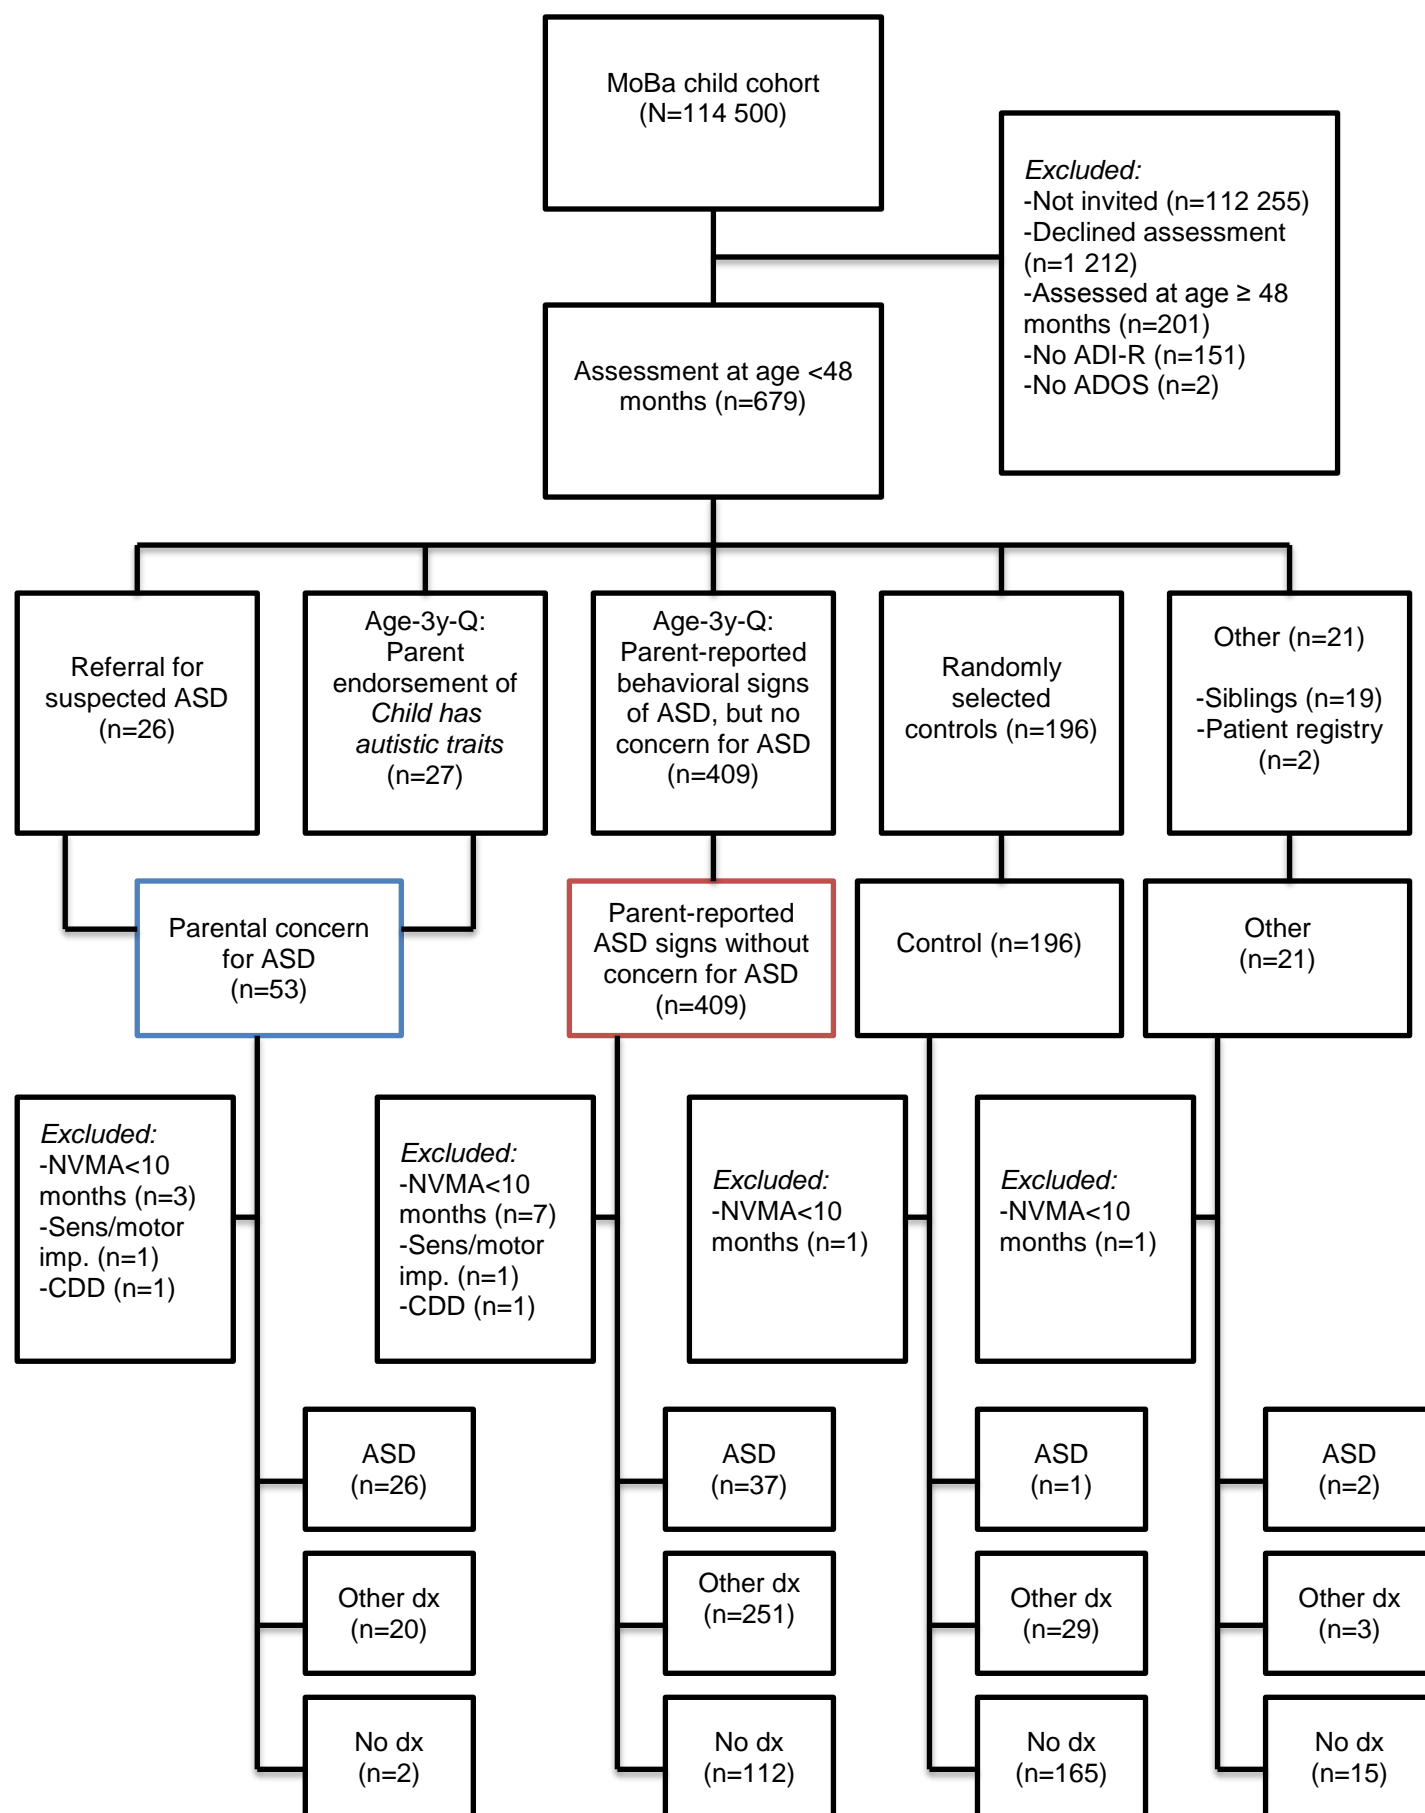 MoBa child cohort
(N=114 500)
Excluded:
-Not invited (n=112 255)
-Declined assessment
(n=1 212)
-Assessed at age ≥ 48
months (n=201)
-No ADI-R (n=151)
-No ADOS (n=2)
Assessment at age <48
months (n=679)
Referral for
suspected ASD
(n=26)
Age-3y-Q:
Parent
endorsement of
Child has
autistic traits
(n=27)
Age-3y-Q:
Parent-reported
behavioral signs
of ASD, but no
concern for ASD
(n=409)
Randomly
selected
controls (n=196)
Other (n=21)
-Siblings (n=19)
-Patient registry
(n=2)
Parental concern
for ASD
(n=53)
Parent-reported
ASD signs without
concern for ASD
(n=409)
Control (n=196)
Other
(n=21)
Excluded:
-NVMA<10
months (n=3)
-Sens/motor
imp. (n=1)
-CDD (n=1)
Excluded:
-NVMA<10
months (n=7)
-Sens/motor
imp. (n=1)
-CDD (n=1)
Excluded:
-NVMA<10
months (n=1)
Excluded:
-NVMA<10
months (n=1)
ASD
(n=26)
ASD
(n=37)
ASD
(n=1)
ASD
(n=2)
Other dx
(n=20)
Other dx
(n=251)
Other dx
(n=29)
Other dx
(n=3)
No dx
(n=2)
No dx
(n=112)
No dx
(n=165)
No dx
(n=15)